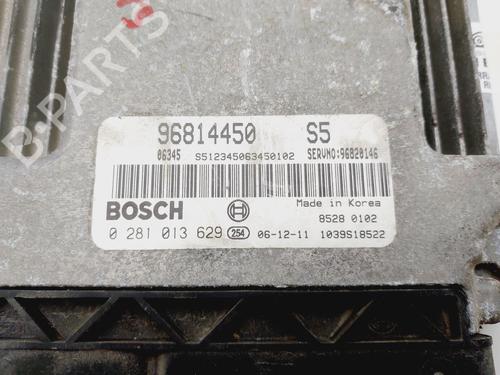 96814450 S5
06345 S512345063450102 SERVNO:96820146
BOSCH Made in Korea
8528 0102
0 281 013 629 254 06-12-11 1039S18522